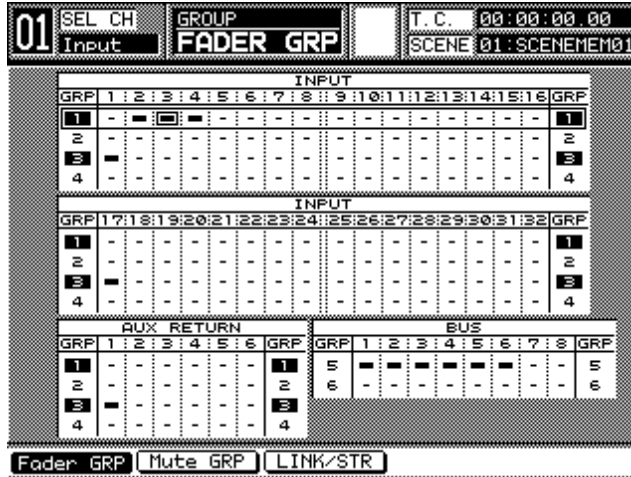 01 SEL CH GROUP T.C. 00:00:00.00
Input FADER GRP SCENE 01:SCENEMEM01
INPUT
GRP 1 2 3 4 5 6 7 8 9 10 11 12 13 14 15 16 GRP
1 - - - - - - - - - - - - - - - 1
2 - - - - - - - - - - - - - - - - 2
3 - - - - - - - - - - - - - - - - 3
4 - - - - - - - - - - - - - - - - 4
INPUT
GRP 17 18 19 20 21 22 23 24 25 26 27 28 29 30 31 32 GRP
1 - - - - - - - - - - - - - - - - 1
2 - - - - - - - - - - - - - - - - 2
3 - - - - - - - - - - - - - - - - 3
4 - - - - - - - - - - - - - - - - 4
AUX RETURN
GRP 1 2 3 4 5 6 GRP
1 - - - - - - 1
2 - - - - - - 2
3 - - - - - - 3
4 - - - - - - 4
BUS
GRP 1 2 3 4 5 6 7 8 GRP
5 - - - - - - - - 5
6 - - - - - - - - 6
Fader GRP Mute GRP LINK/STR